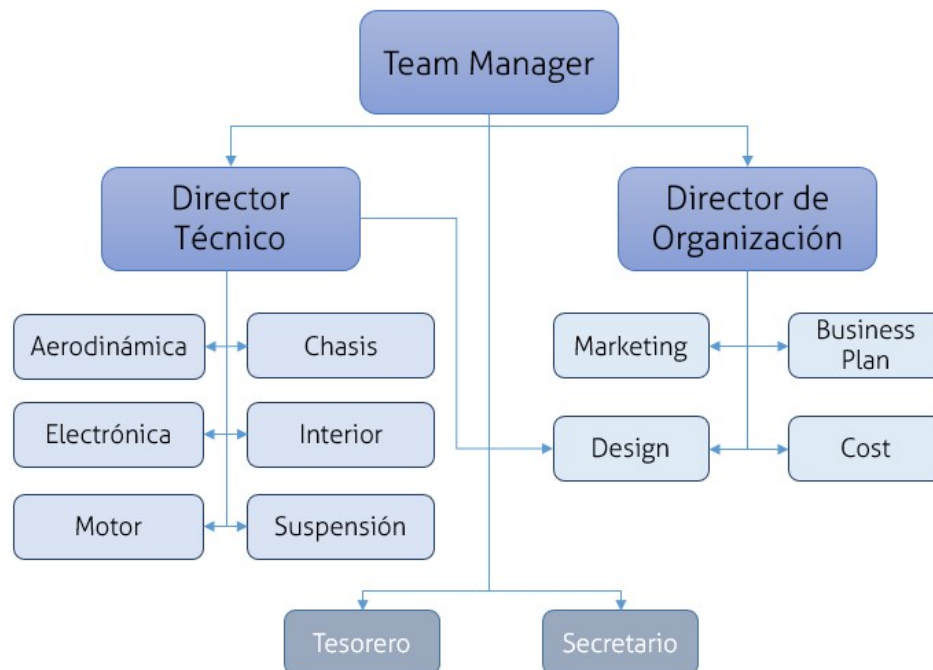 Team Manager
Director
Técnico
Director de
Organización
Aerodinámica
Chasis
Marketing
Business
Plan
Electrónica
Interior
Design
Cost
Motor
Suspensión
Tesorero
Secretario